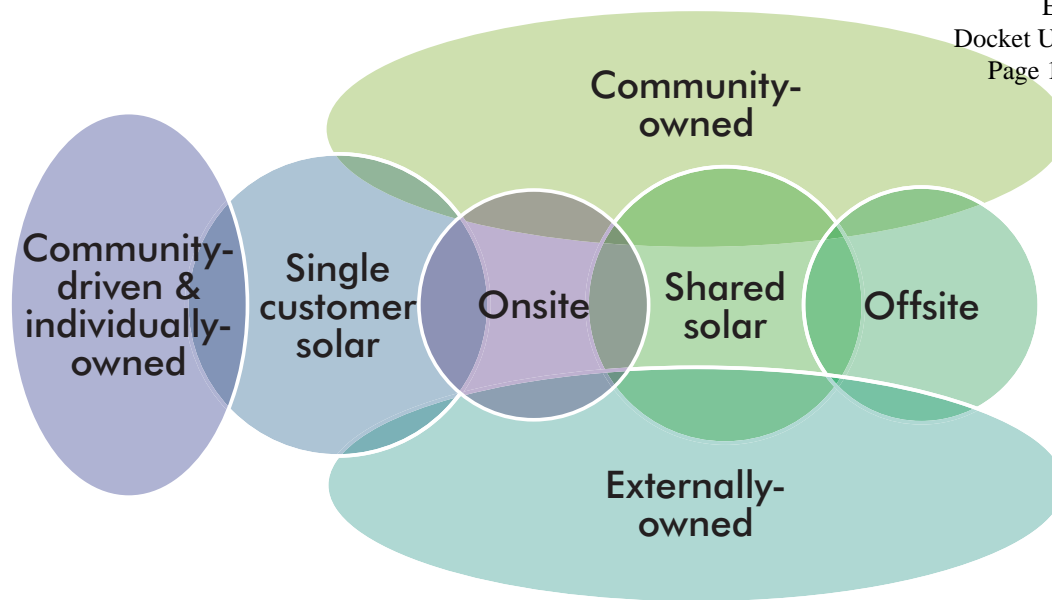 Docket U
Page 1
Community-
owned
Community-
driven &
individually-
owned
Single
customer
solar
Onsite
Shared
solar
Offsite
Externally-
owned